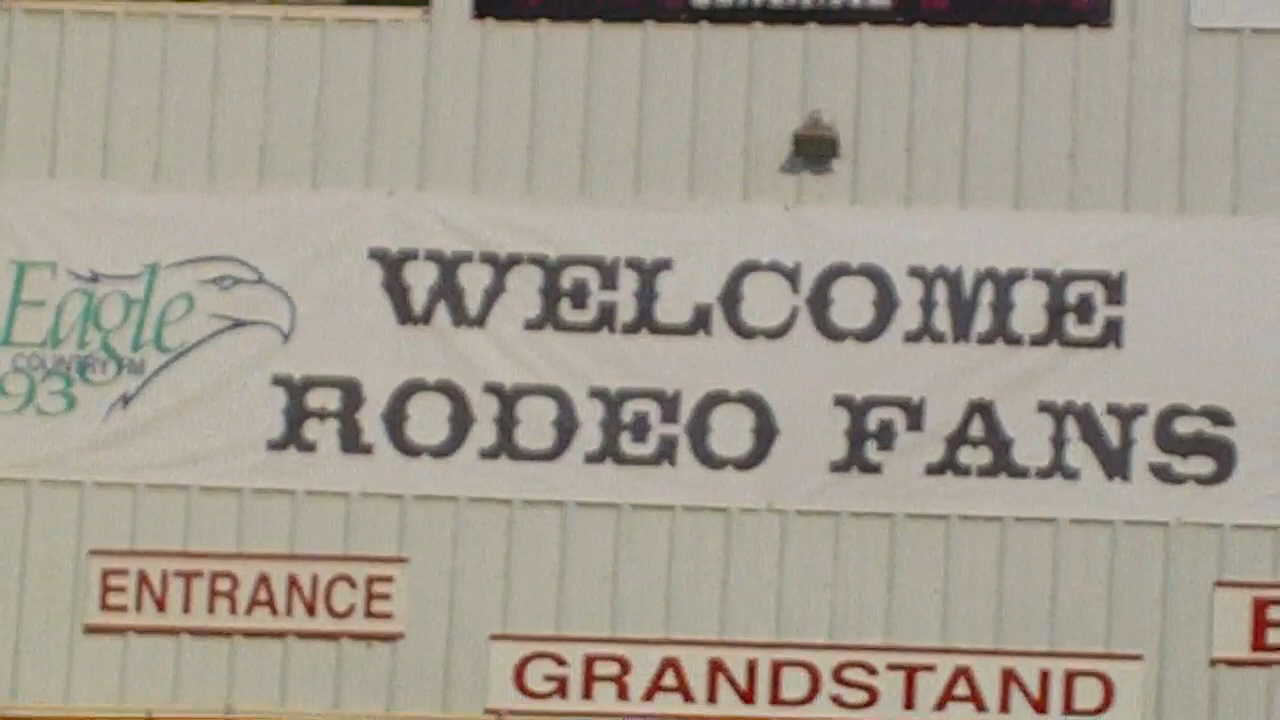 Eagle
COUNTRY FM
93
WELCOME
RODEO FANS
ENTRANCE
GRANDSTAND